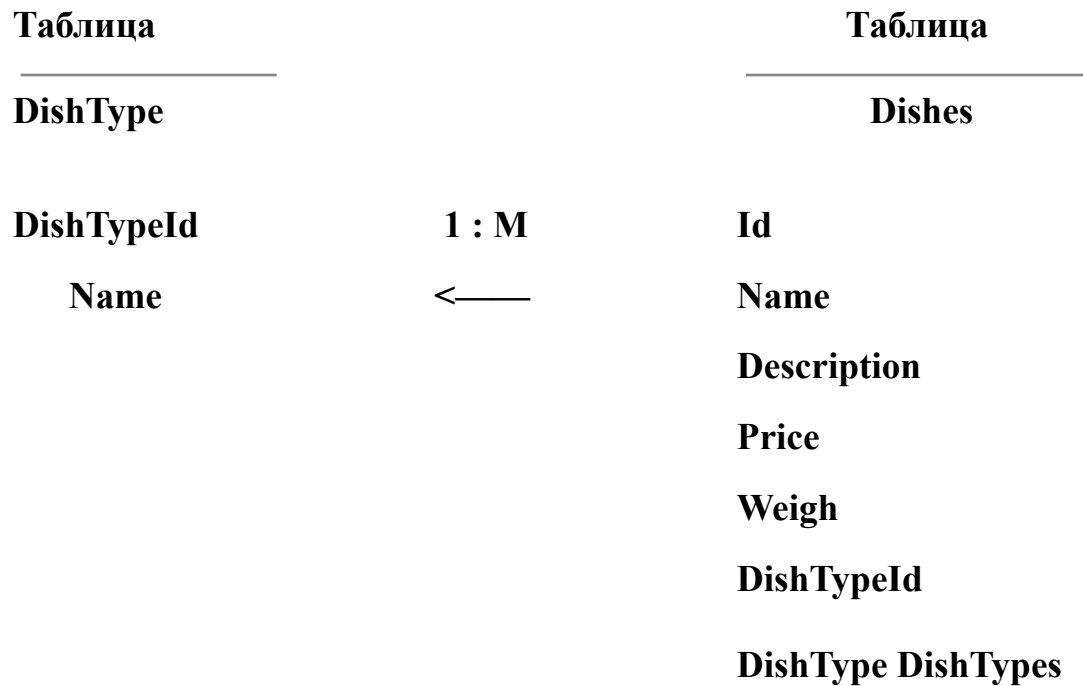 Таблица Таблица
DishType Dishes
DishTypeId 1 : M Id
Name <—— Name
Description
Price
Weigh
DishTypeId
DishType DishTypes